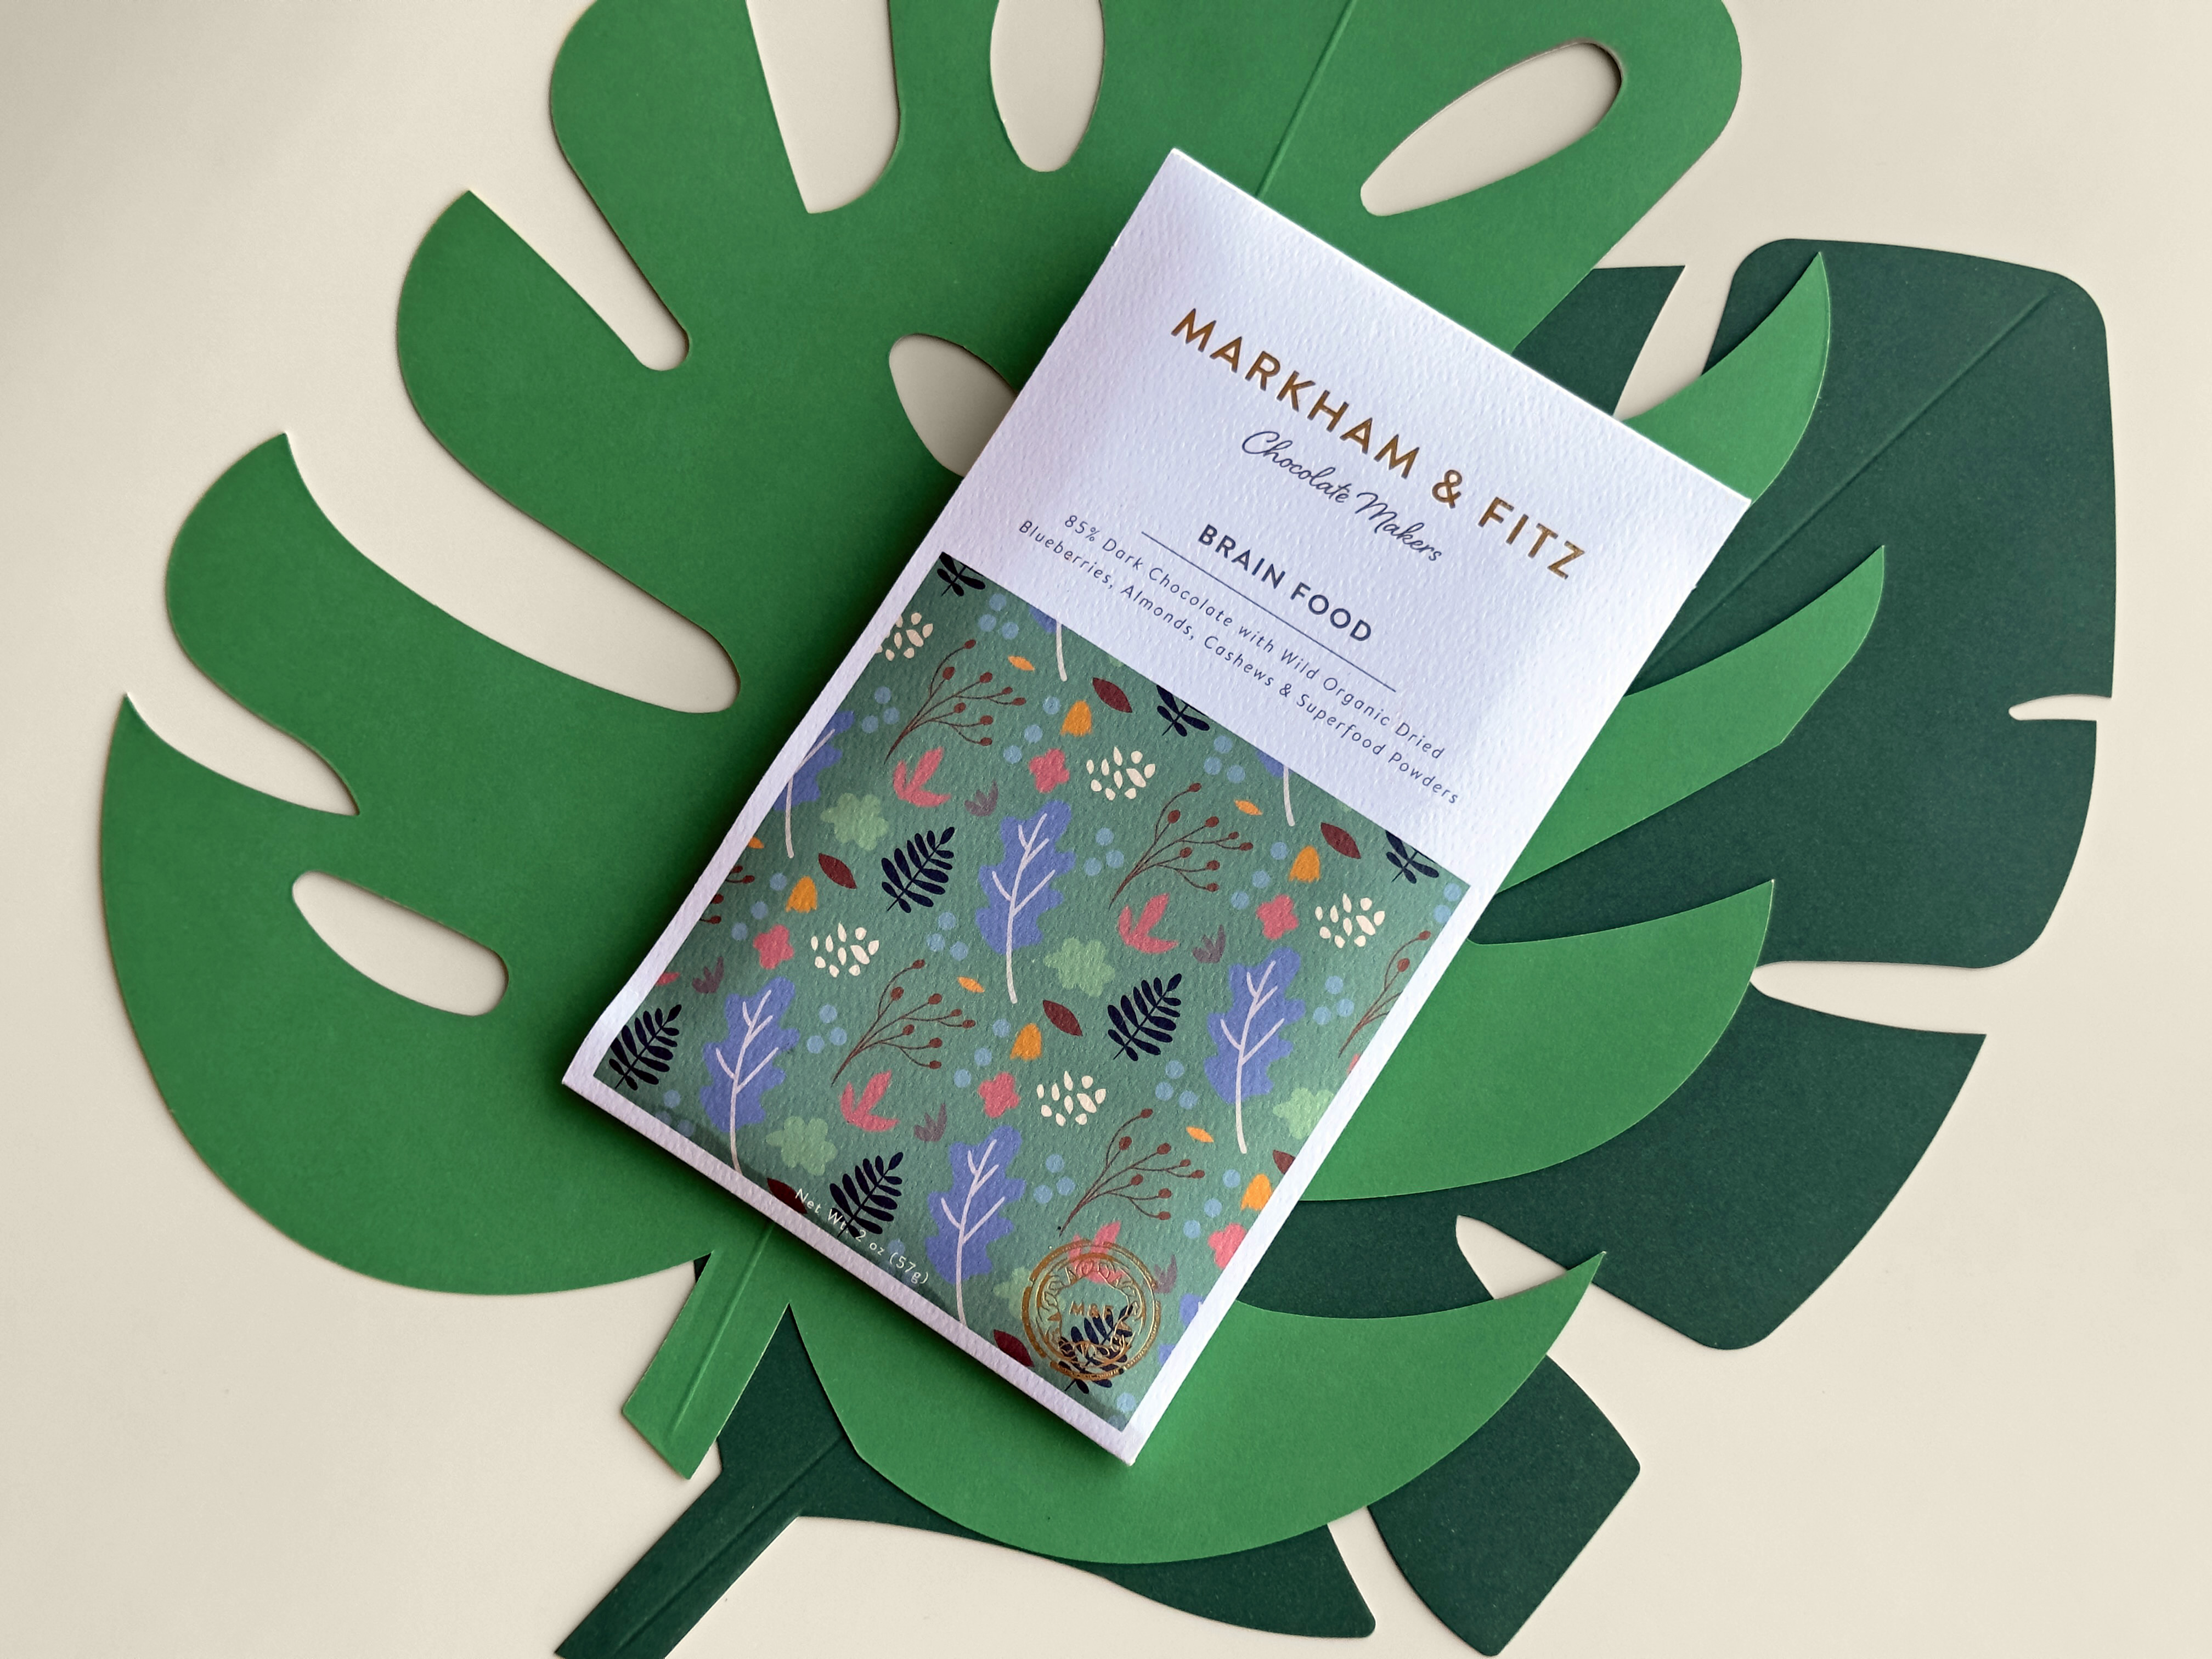 MARKHAM & FITZ
Chocolate Makers
BRAIN FOOD
85% Dark Chocolate with Wild Organic Dried
Blueberries, Almonds, Cashews & Superfood Powders
Net Wt. 2 oz (57g)
M&F